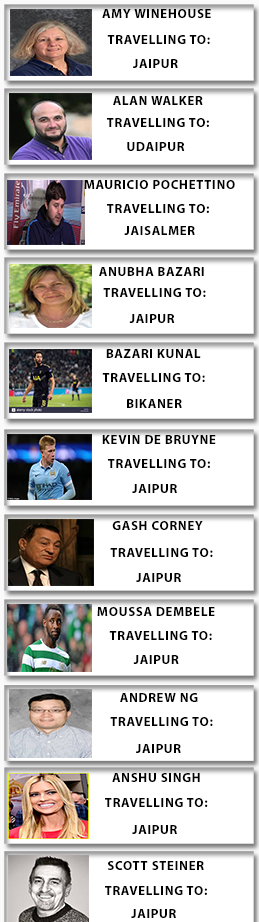 AMY WINEHOUSE
TRAVELLING TO:
JAIPUR
ALAN WALKER
TRAVELLING TO:
UDAIPUR
Fly Emirates
MAURICIO POCHETTINO
TRAVELLING TO:
JAISALMER
ANUBHA BAZARI
TRAVELLING TO:
JAIPUR
BAZARI KUNAL
TRAVELLING TO:
BIKANER
KEVIN DE BRUYNE
TRAVELLING TO:
JAIPUR
GASH CORNEY
TRAVELLING TO:
JAIPUR
MOUSSA DEMBELE
TRAVELLING TO:
JAIPUR
ANDREW NG
TRAVELLING TO:
JAIPUR
ANSHU SINGH
TRAVELLING TO:
JAIPUR
SCOTT STEINER
TRAVELLING TO:
JAIPUR